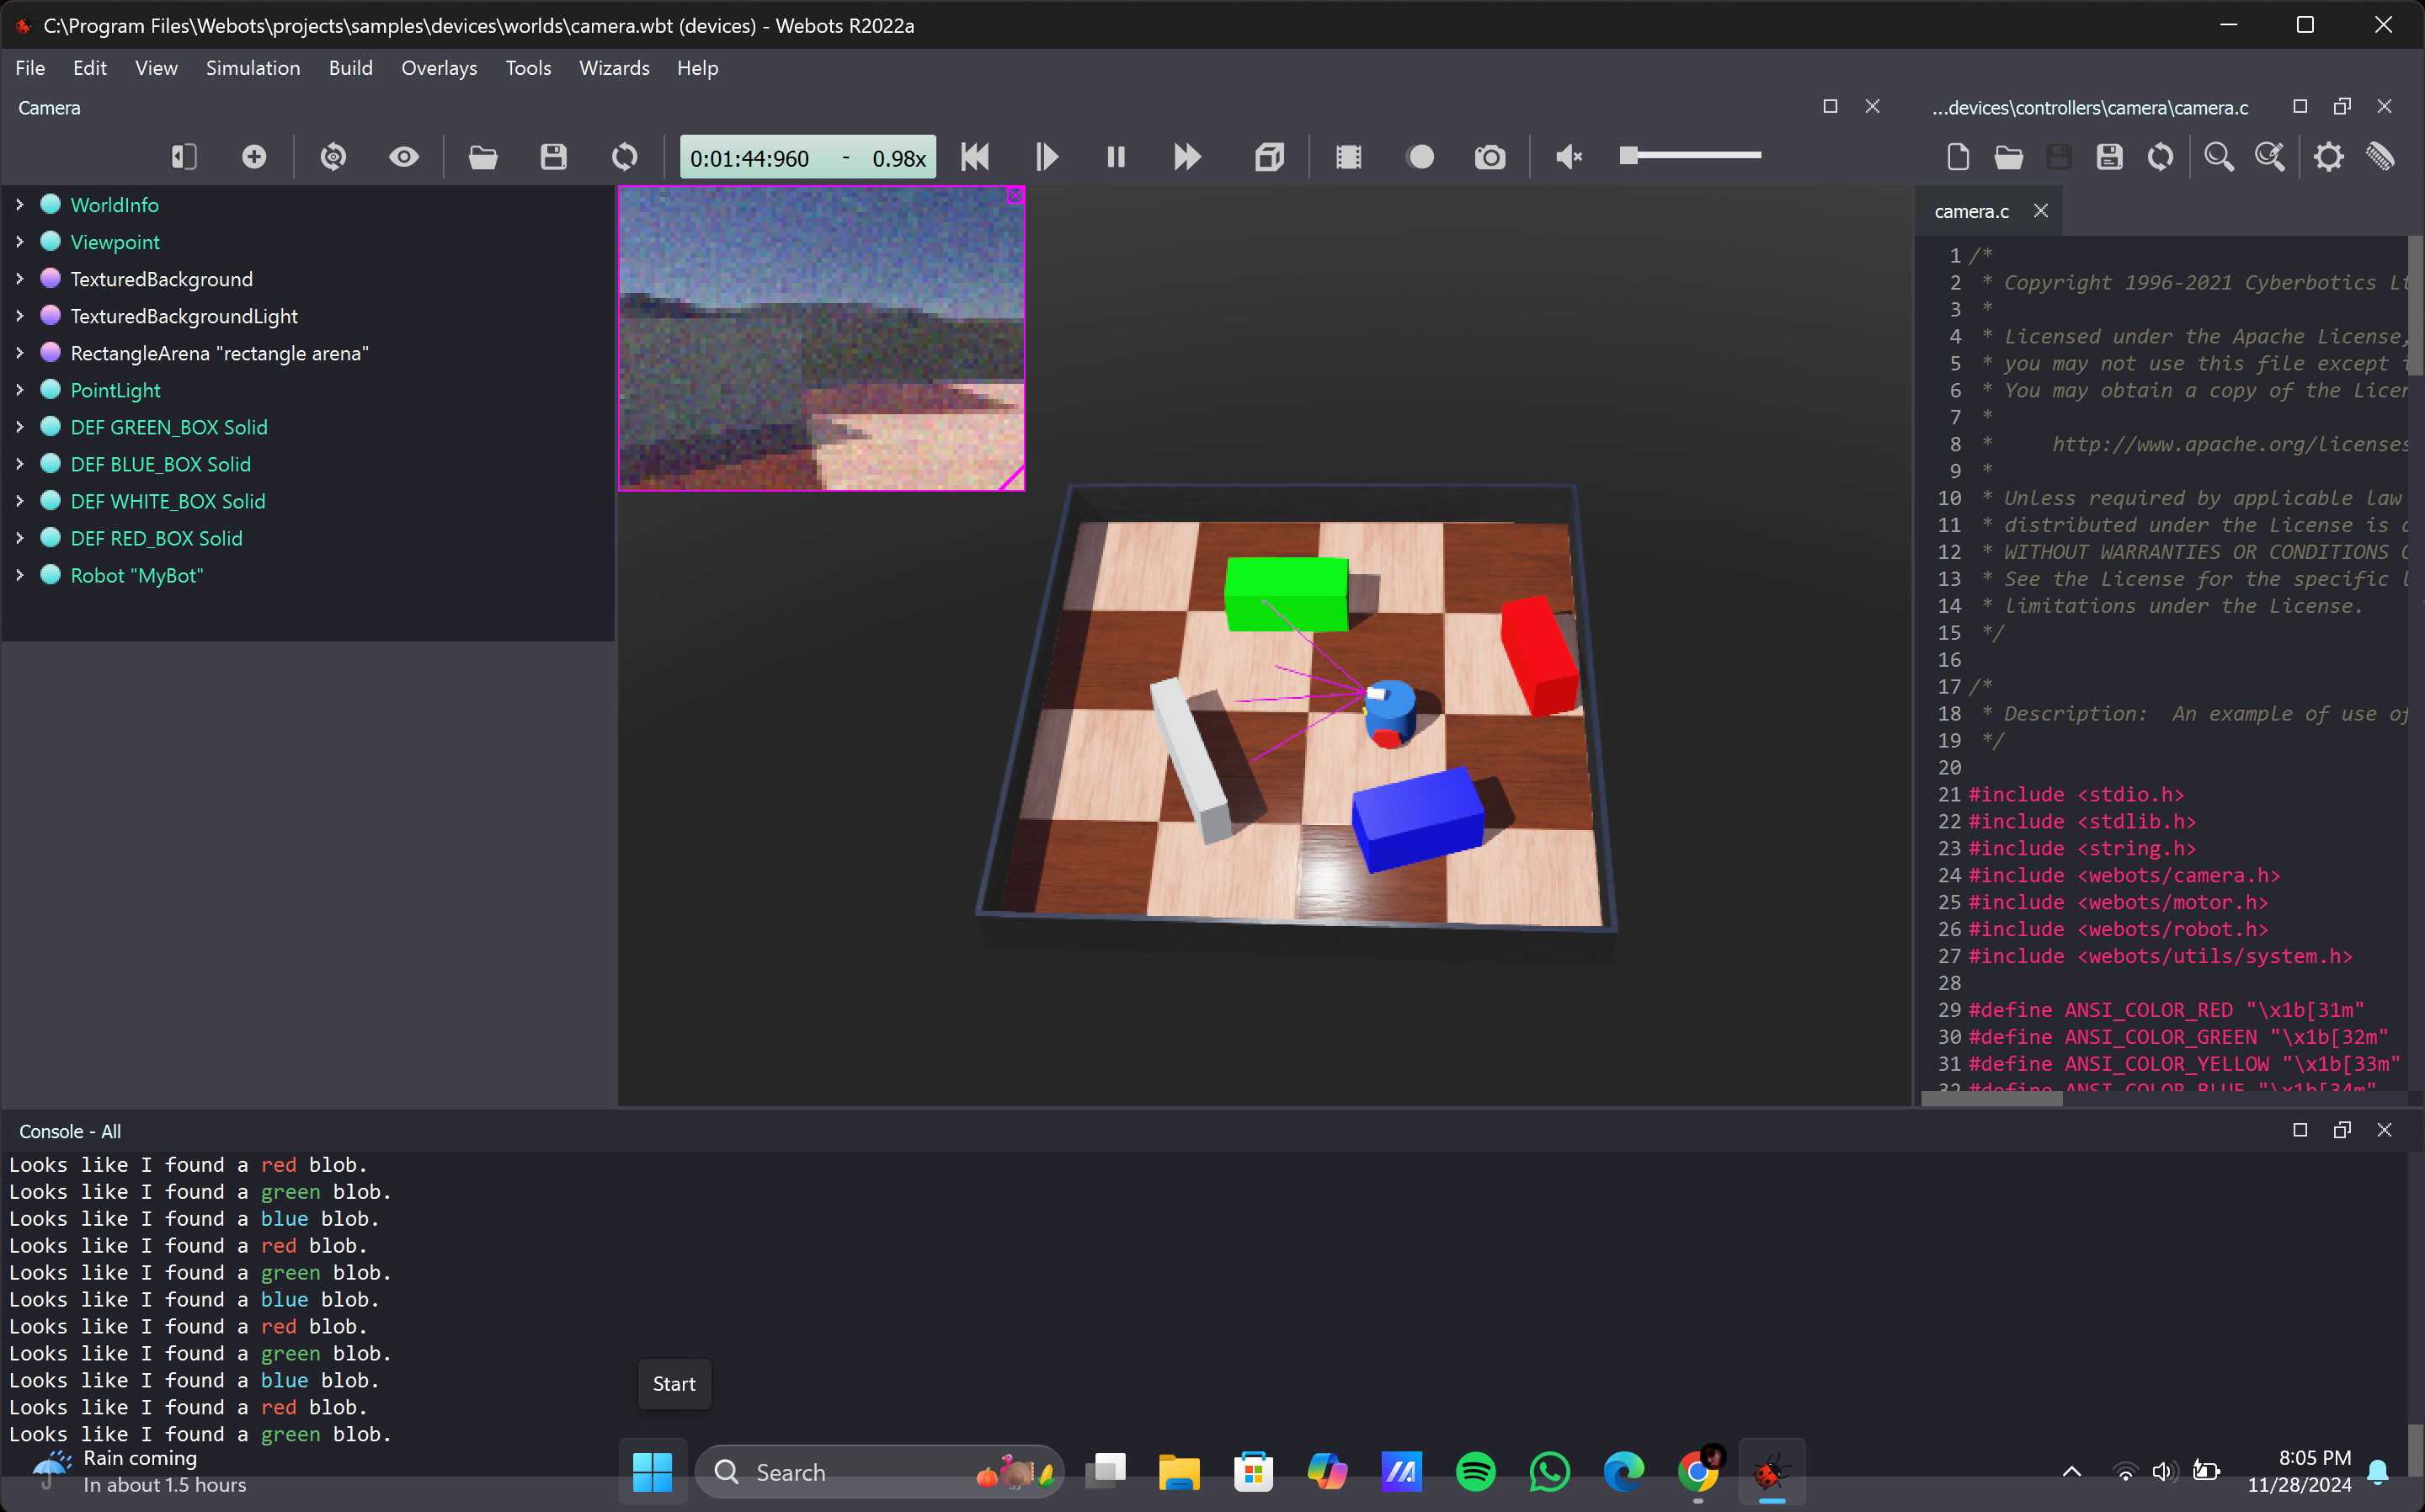 C:\Program Files\Webots\projects\samples\devices\worlds\camera.wbt (devices) - Webots R2022a
File Edit View Simulation Build Overlays Tools Wizards Help
Camera
...devices\controllers\camera\camera.c
0:01:44:960 - 0.98x
WorldInfo
Viewpoint
TexturedBackground
TexturedBackgroundLight
RectangleArena "rectangle arena"
PointLight
DEF GREEN_BOX Solid
DEF BLUE_BOX Solid
DEF WHITE_BOX Solid
DEF RED_BOX Solid
Robot "MyBot"
camera.c
1 /*
2 * Copyright 1996-2021 Cyberbotics Lt
3 *
4 * Licensed under the Apache License,
5 * you may not use this file except i
6 * You may obtain a copy of the Licen
7 *
8 * http://www.apache.org/licenses
9 *
10 * Unless required by applicable law
11 * distributed under the License is d
12 * WITHOUT WARRANTIES OR CONDITIONS O
13 * See the License for the specific l
14 * limitations under the License.
15 */
16
17 /*
18 * Description: An example of use of
19 */
20
21 #include <stdio.h>
22 #include <stdlib.h>
23 #include <string.h>
24 #include <webots/camera.h>
25 #include <webots/motor.h>
26 #include <webots/robot.h>
27 #include <webots/utils/system.h>
28
29 #define ANSI_COLOR_RED "\x1b[31m"
30 #define ANSI_COLOR_GREEN "\x1b[32m"
31 #define ANSI_COLOR_YELLOW "\x1b[33m"
32 #define ANSI_COLOR_BLUE "\x1b[34m"
Console - All
Looks like I found a red blob.
Looks like I found a green blob.
Looks like I found a blue blob.
Looks like I found a red blob.
Looks like I found a green blob.
Looks like I found a blue blob.
Looks like I found a red blob.
Looks like I found a green blob.
Looks like I found a blue blob.
Looks like I found a red blob.
Looks like I found a green blob.
Start
Rain coming
In about 1.5 hours
Search
8:05 PM
11/28/2024